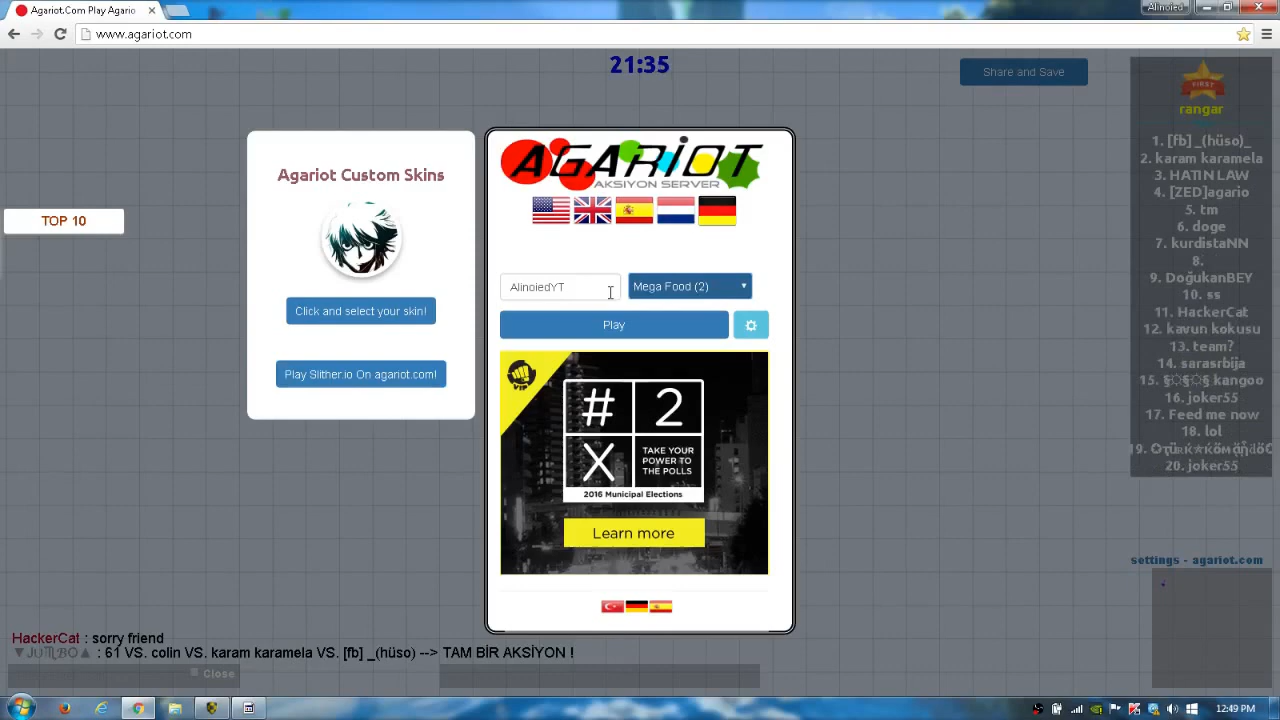 Agariot.Com Play Agario
Alinoied
www.agariot.com
21:35
Share and Save
FIRST
rangar
1. [fb] _(hüso)_
2. karam karamela
3. HATIN LAW
4. [ZED]agario
5. tm
6. doge
7. kurdistaNN
8.
9. DoğukanBEY
10. ss
11. HackerCat
12. kavun kokusu
13. team?
14. sarasrbija
15. §☼§☼§ kangoo
16. joker55
17. Feed me now
18. lol
19.
20. joker55
TOP 10
Agariot Custom Skins
Click and select your skin!
Play Slither.io On agariot.com!
AGARIOT
AKSIYON SERVER
AlinoiedYT
Mega Food (2)
Play
VIP
# 2
X
TAKE YOUR
POWER TO
THE POLLS
2016 Municipal Elections
Learn more
settings - agariot.com
HackerCat : sorry friend
: 61 VS. colin VS. karam karamela VS. [fb] _(hüso) --> TAM BİR AKSİYON !
Close
12:49 PM